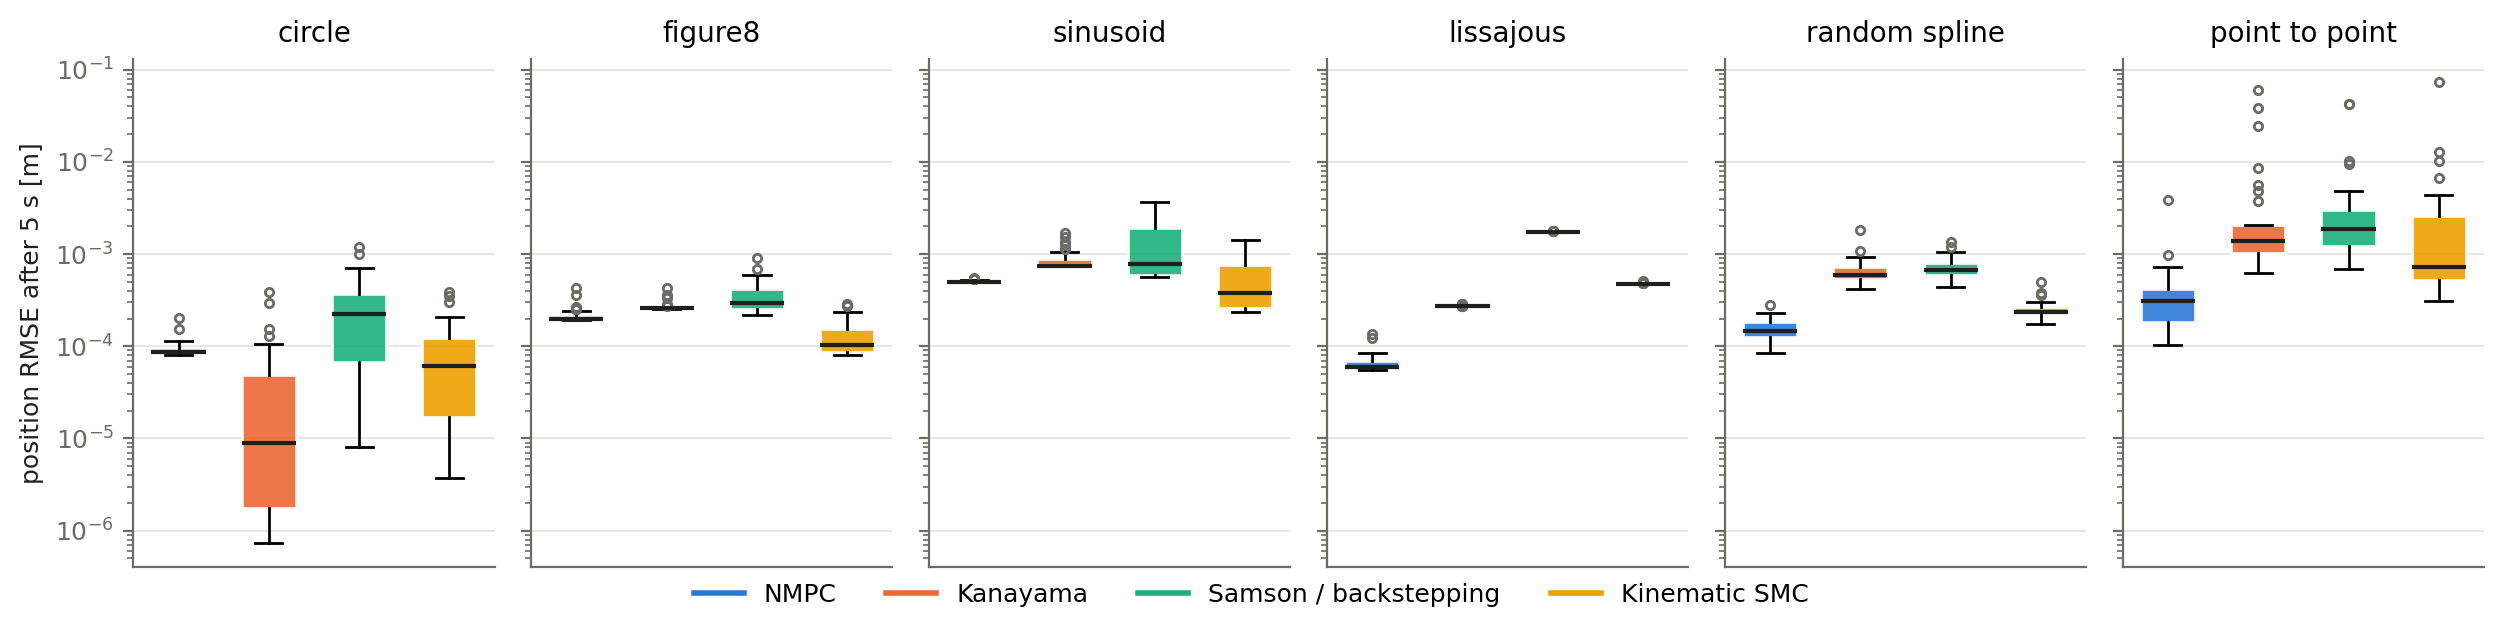 circle figure8 sinusoid lissajous random spline point to point
position RMSE after 5 s [m]
10⁻¹
10⁻²
10⁻³
10⁻⁴
10⁻⁵
10⁻⁶
NMPC Kanayama Samson / backstepping Kinematic SMC